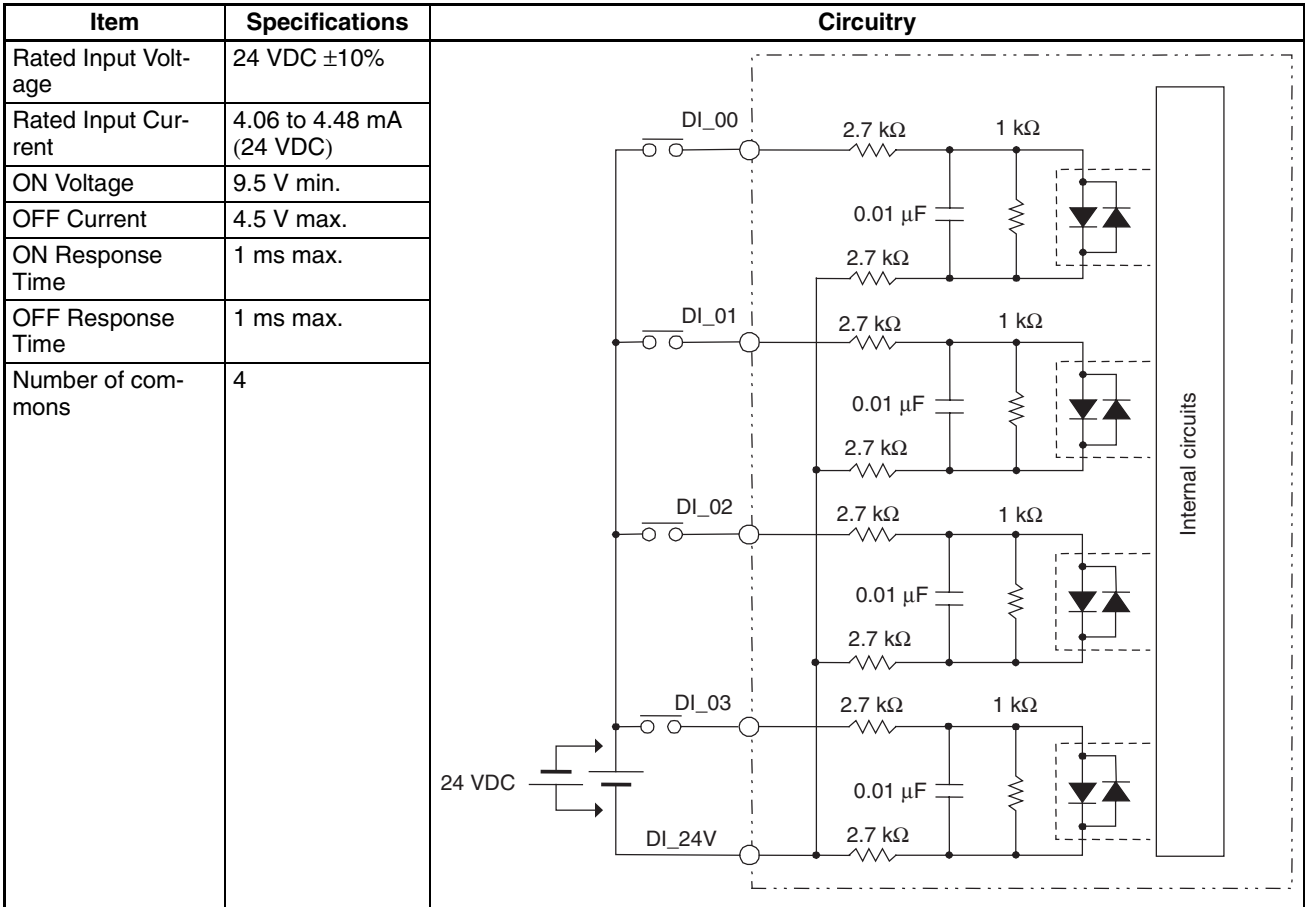 Item Specifications Circuitry
Rated Input Volt-
age
24 VDC ±10%
Rated Input Cur-
rent
4.06 to 4.48 mA
(24 VDC)
ON Voltage
9.5 V min.
OFF Current
4.5 V max.
ON Response
Time
1 ms max.
OFF Response
Time
1 ms max.
Number of com-
mons
4
DI_00
2.7 kΩ
1 kΩ
0.01 μF
2.7 kΩ
DI_01
2.7 kΩ
1 kΩ
0.01 μF
2.7 kΩ
DI_02
2.7 kΩ
1 kΩ
0.01 μF
2.7 kΩ
DI_03
2.7 kΩ
1 kΩ
24 VDC
0.01 μF
2.7 kΩ
DI_24V
Internal circuits